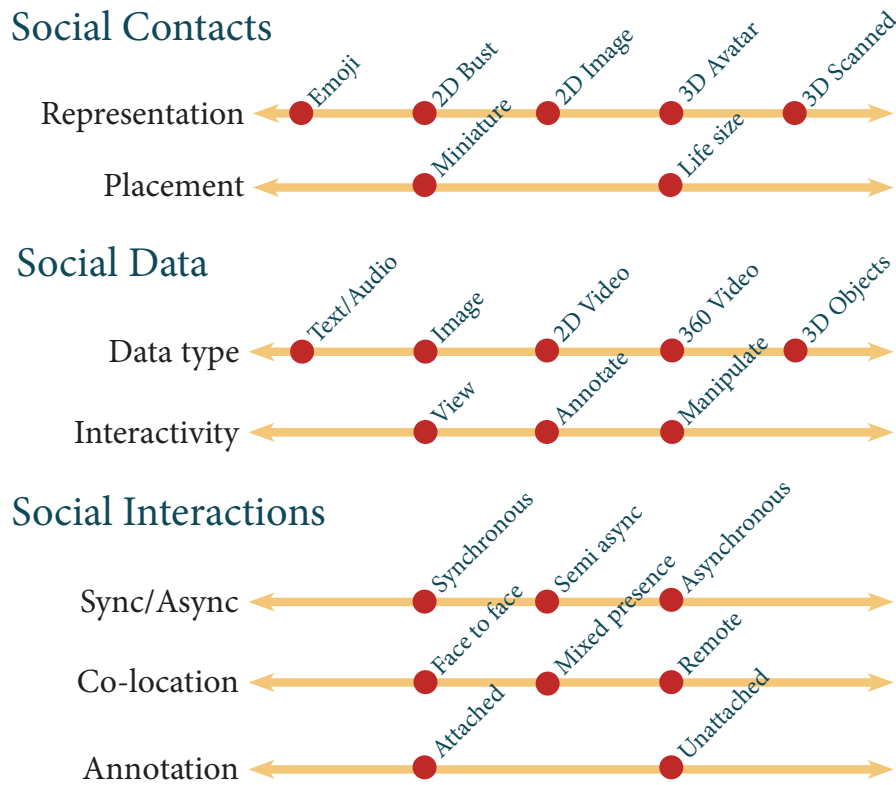 Social Contacts
Representation
Emoji
2D Bust
2D Image
3D Avatar
3D Scanned
Placement
Miniature
Life size
Social Data
Data type
Text/Audio
Image
2D Video
360 Video
3D Objects
Interactivity
View
Annotate
Manipulate
Social Interactions
Sync/Async
Synchronous
Semi async
Asynchronous
Co-location
Face to face
Mixed presence
Remote
Annotation
Attached
Unattached